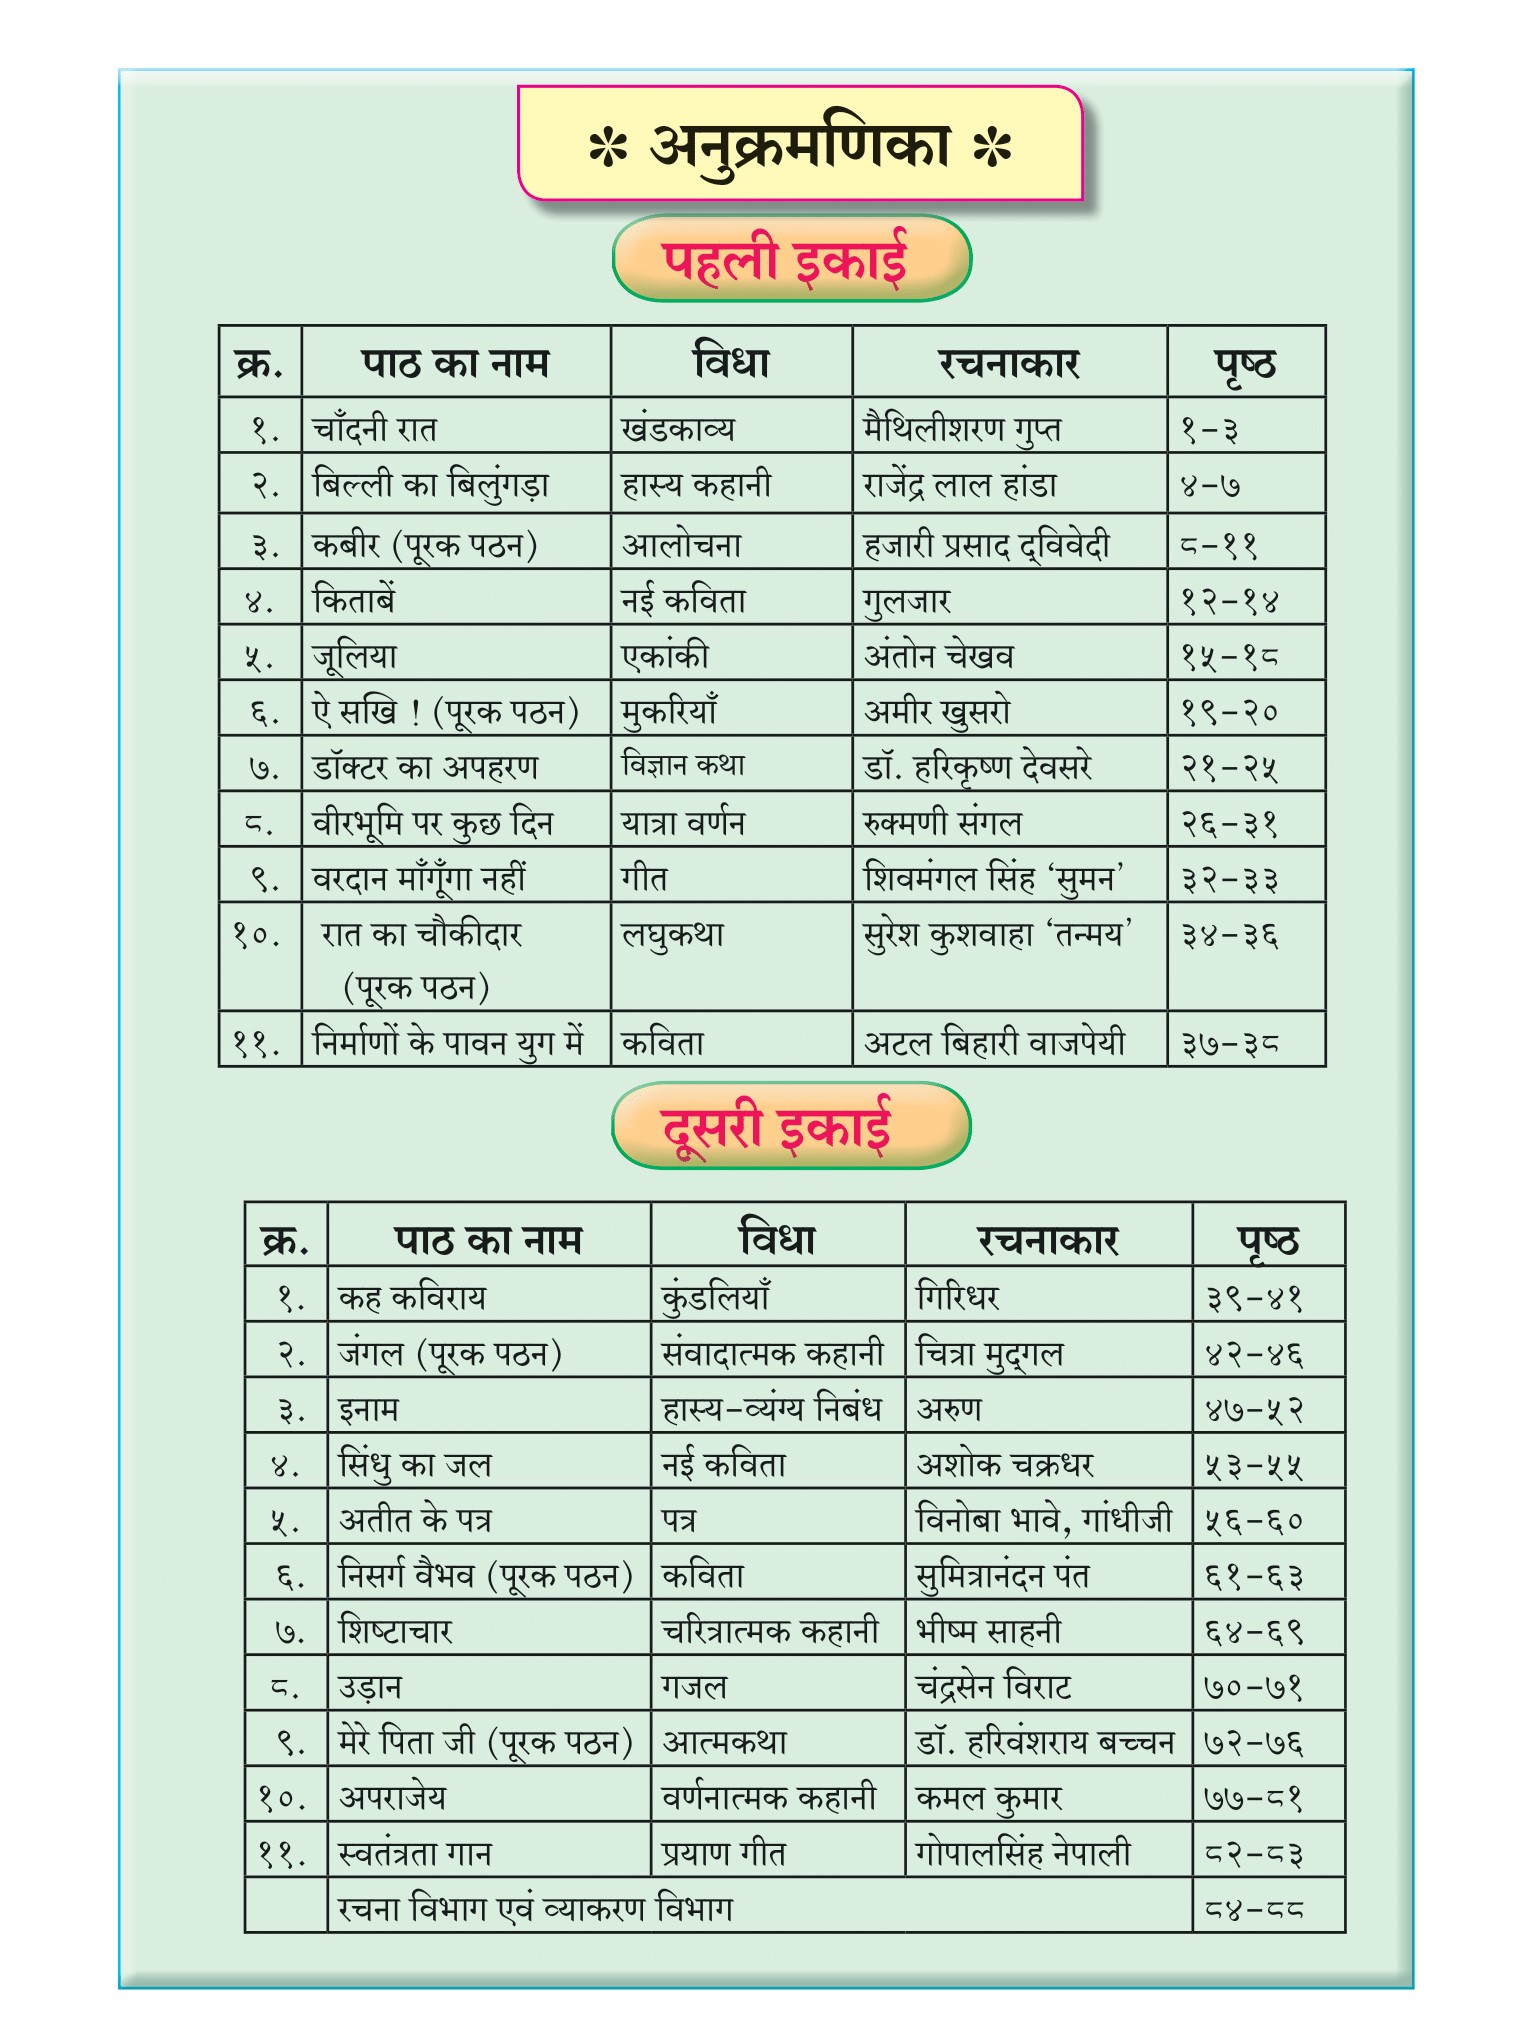 * अनुक्रमणिका *
पहली इकाई
क्र. पाठ का नाम विधा रचनाकार पृष्ठ
१. चाँदनी रात खंडकाव्य मैथिलीशरण गुप्त १-३
२. बिल्ली का बिलुंगड़ा हास्य कहानी राजेंद्र लाल हांडा ४-७
३. कबीर (पूरक पठन) आलोचना हजारी प्रसाद द्‌विवेदी ८-११
४. किताबें नई कविता गुलजार १२-१४
५. जूलिया एकांकी अंतोन चेखव १५-१८
६. ऐ सखि ! (पूरक पठन) मुकरियाँ अमीर खुसरो १९-२०
७. डॉक्टर का अपहरण विज्ञान कथा डॉ. हरिकृष्ण देवसरे २१-२५
८. वीरभूमि पर कुछ दिन यात्रा वर्णन रुक्मणी संगल २६-३१
९. वरदान माँगूँगा नहीं गीत शिवमंगल सिंह ‘सुमन’ ३२-३३
१०. रात का चौकीदार लघुकथा सुरेश कुशवाहा ‘तन्मय’ ३४-३६
(पूरक पठन)
११. निर्माणों के पावन युग में कविता अटल बिहारी वाजपेयी ३७-३८
दूसरी इकाई
क्र. पाठ का नाम विधा रचनाकार पृष्ठ
१. कह कविराय कुंडलियाँ गिरिधर ३९-४१
२. जंगल (पूरक पठन) संवादात्मक कहानी चित्रा मुद्‌गल ४२-४६
३. इनाम हास्य-व्यंग्य निबंध अरुण ४७-५२
४. सिंधु का जल नई कविता अशोक चक्रधर ५३-५५
५. अतीत के पत्र पत्र विनोबा भावे, गांधीजी ५६-६०
६. निसर्ग वैभव (पूरक पठन) कविता सुमित्रानंदन पंत ६१-६३
७. शिष्टाचार चरित्रात्मक कहानी भीष्म साहनी ६४-६९
८. उड़ान गजल चंद्रसेन विराट ७०-७१
९. मेरे पिता जी (पूरक पठन) आत्मकथा डॉ. हरिवंशराय बच्चन ७२-७६
१०. अपराजेय वर्णनात्मक कहानी कमल कुमार ७७-८१
११. स्वतंत्रता गान प्रयाण गीत गोपालसिंह नेपाली ८२-८३
रचना विभाग एवं व्याकरण विभाग ८४-८८